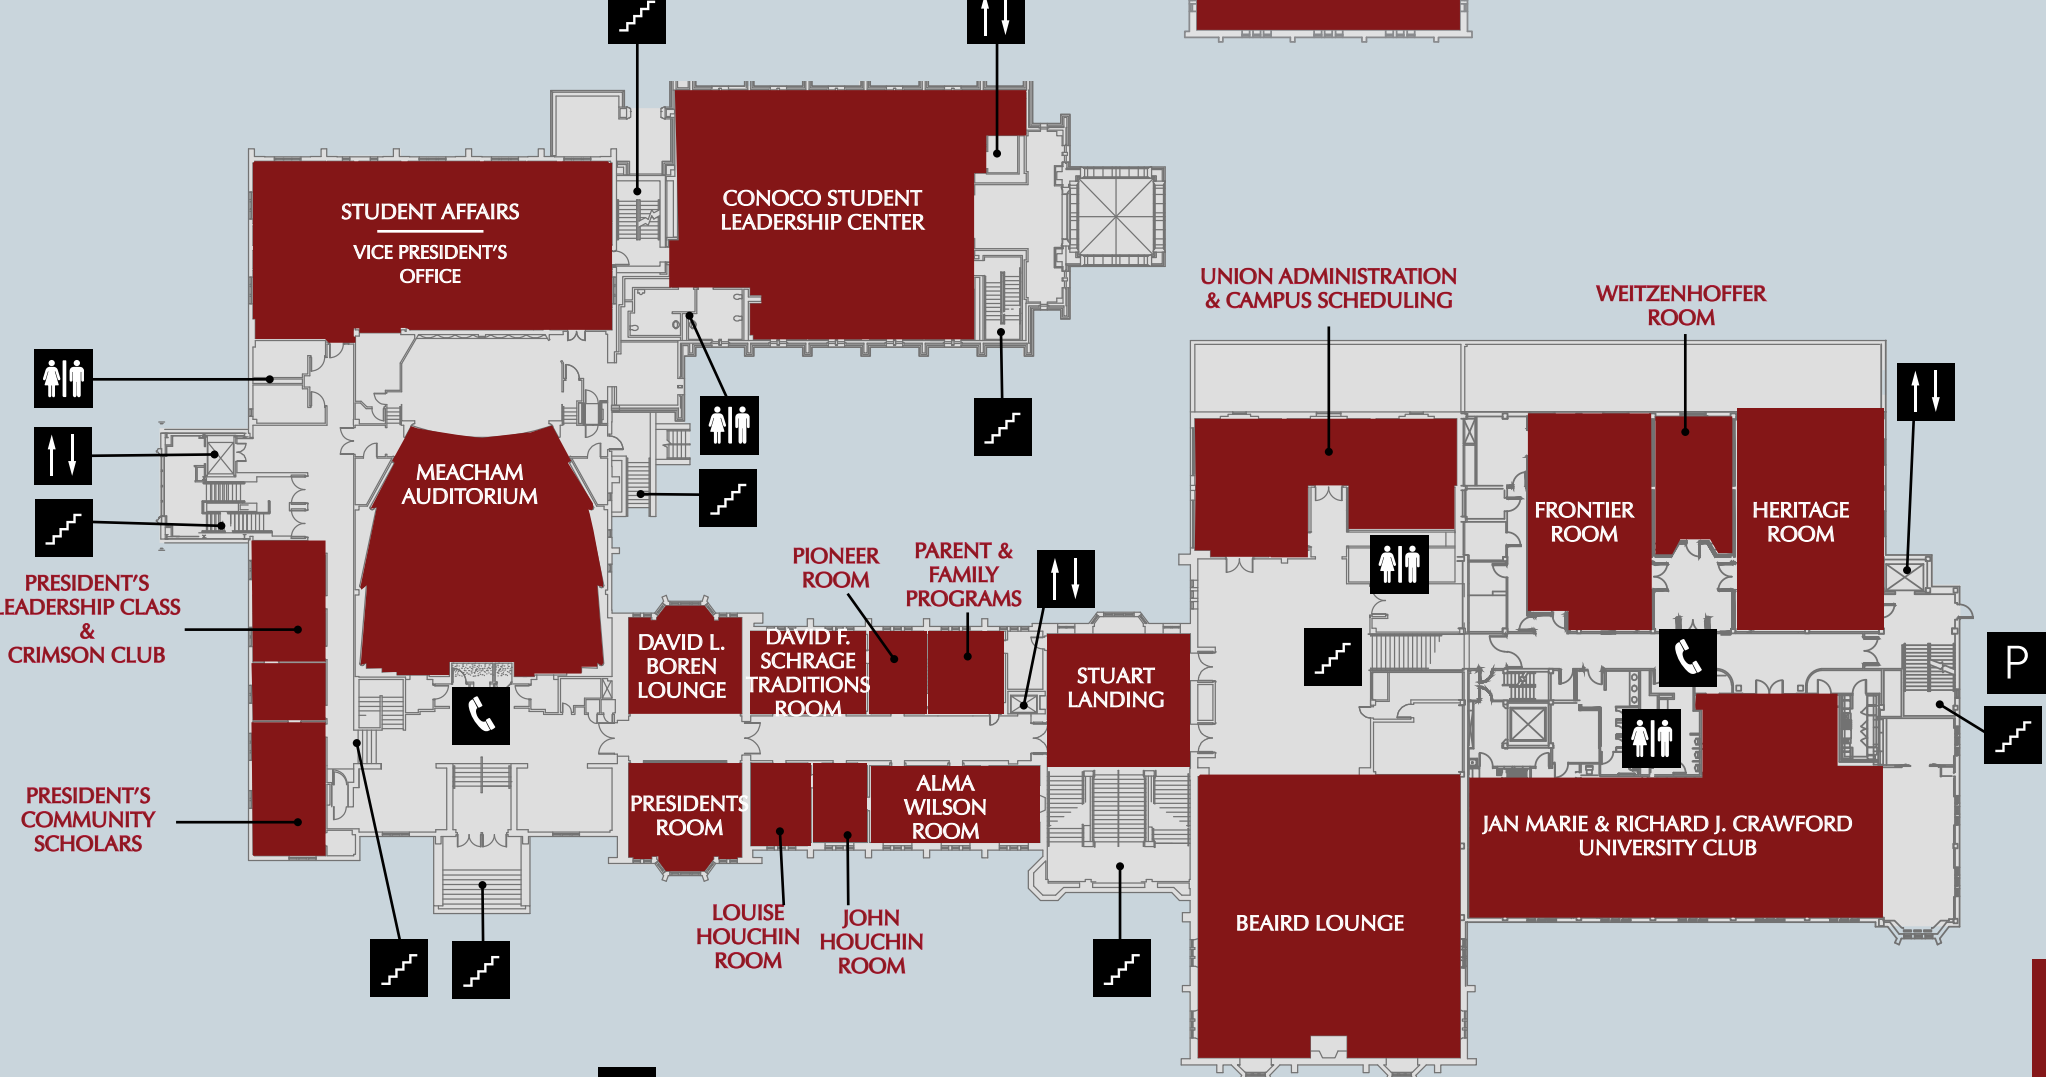 STUDENT AFFAIRS
VICE PRESIDENT'S
OFFICE
CONOCO STUDENT
LEADERSHIP CENTER
UNION ADMINISTRATION
& CAMPUS SCHEDULING
WEITZENHOFFER
ROOM
MEACHAM
AUDITORIUM
FRONTIER
ROOM
HERITAGE
ROOM
PRESIDENT'S
LEADERSHIP CLASS
&
CRIMSON CLUB
PIONEER
ROOM
PARENT &
FAMILY
PROGRAMS
DAVID L.
BOREN
LOUNGE
DAVID F.
SCHRAGE
TRADITIONS
ROOM
STUART
LANDING
P
PRESIDENT'S
COMMUNITY
SCHOLARS
PRESIDENTS
ROOM
ALMA
WILSON
ROOM
JAN MARIE & RICHARD J. CRAWFORD
UNIVERSITY CLUB
LOUISE
HOUCHIN
ROOM
JOHN
HOUCHIN
ROOM
BEAIRD LOUNGE